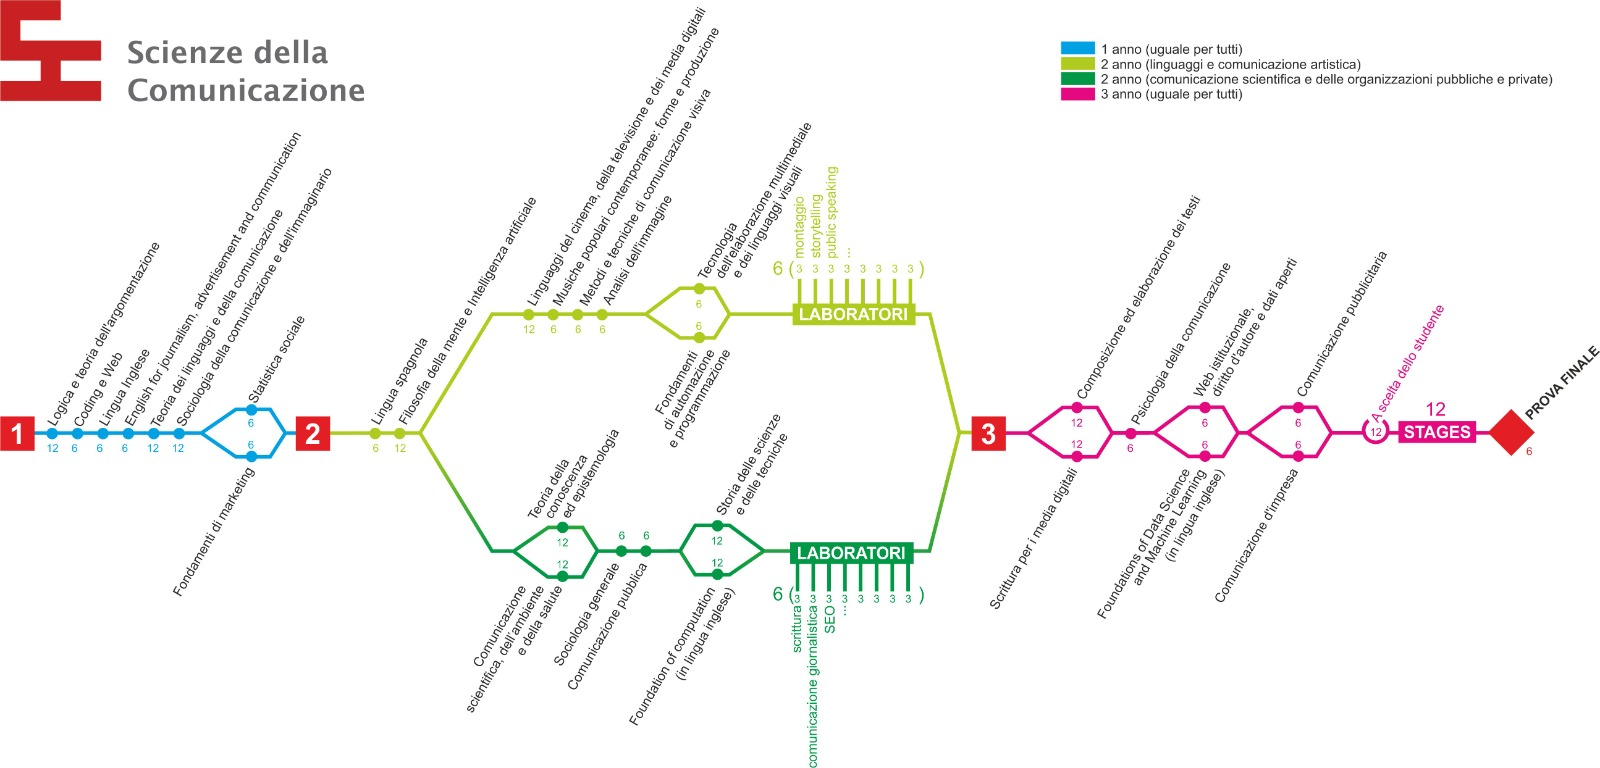 Scienze della
Comunicazione
1 anno (uguale per tutti)
2 anno (linguaggi e comunicazione artistica)
2 anno (comunicazione scientifica e delle organizzazioni pubbliche e private)
3 anno (uguale per tutti)
1
Logica e teoria dell'argomentazione
12
Coding e Web
6
Lingua Inglese
6
English for journalism, advertisement and communication
6
Teoria dei linguaggi e della comunicazione
12
Sociologia della comunicazione e dell'immaginario
12
Statistica sociale
6
6
Fondamenti di marketing
2
Lingua spagnola
6
Filosofia della mente e Intelligenza artificiale
12
Linguaggi del cinema, della televisione e dei media digitali
12
Musiche popolari contemporanee: forme e produzione
6
Metodi e tecniche di comunicazione visiva
6
Analisi dell'immagine
6
Tecnologia
dell'elaborazione multimediale
e dei linguaggi visuali
6
6
Fondamenti
di automazione
e programmazione
montaggio
storytelling
public speaking
...
6 ( 3 3 3 3 3 3 3 3 )
LABORATORI
Teoria della
conoscenza
ed epistemologia
12
12
Comunicazione
scientifica, dell'ambiente
e della salute
6
Sociologia generale
6
Comunicazione pubblica
Storia delle scienze
e delle tecniche
12
12
Foundation of computation
(in lingua inglese)
LABORATORI
6 ( 3 3 3 3 3 3 3 3 )
scrittura
comunicazione giornalistica
SEO
...
3
Composizione ed elaborazione dei testi
12
12
Scrittura per i media digitali
Psicologia della comunicazione
6
Web istituzionale,
diritto d'autore e dati aperti
6
6
Foundations of Data Science
and Machine Learning
(in lingua inglese)
Comunicazione pubblicitaria
6
6
Comunicazione d'impresa
A scelta dello studente
12
12
STAGES
PROVA FINALE
6